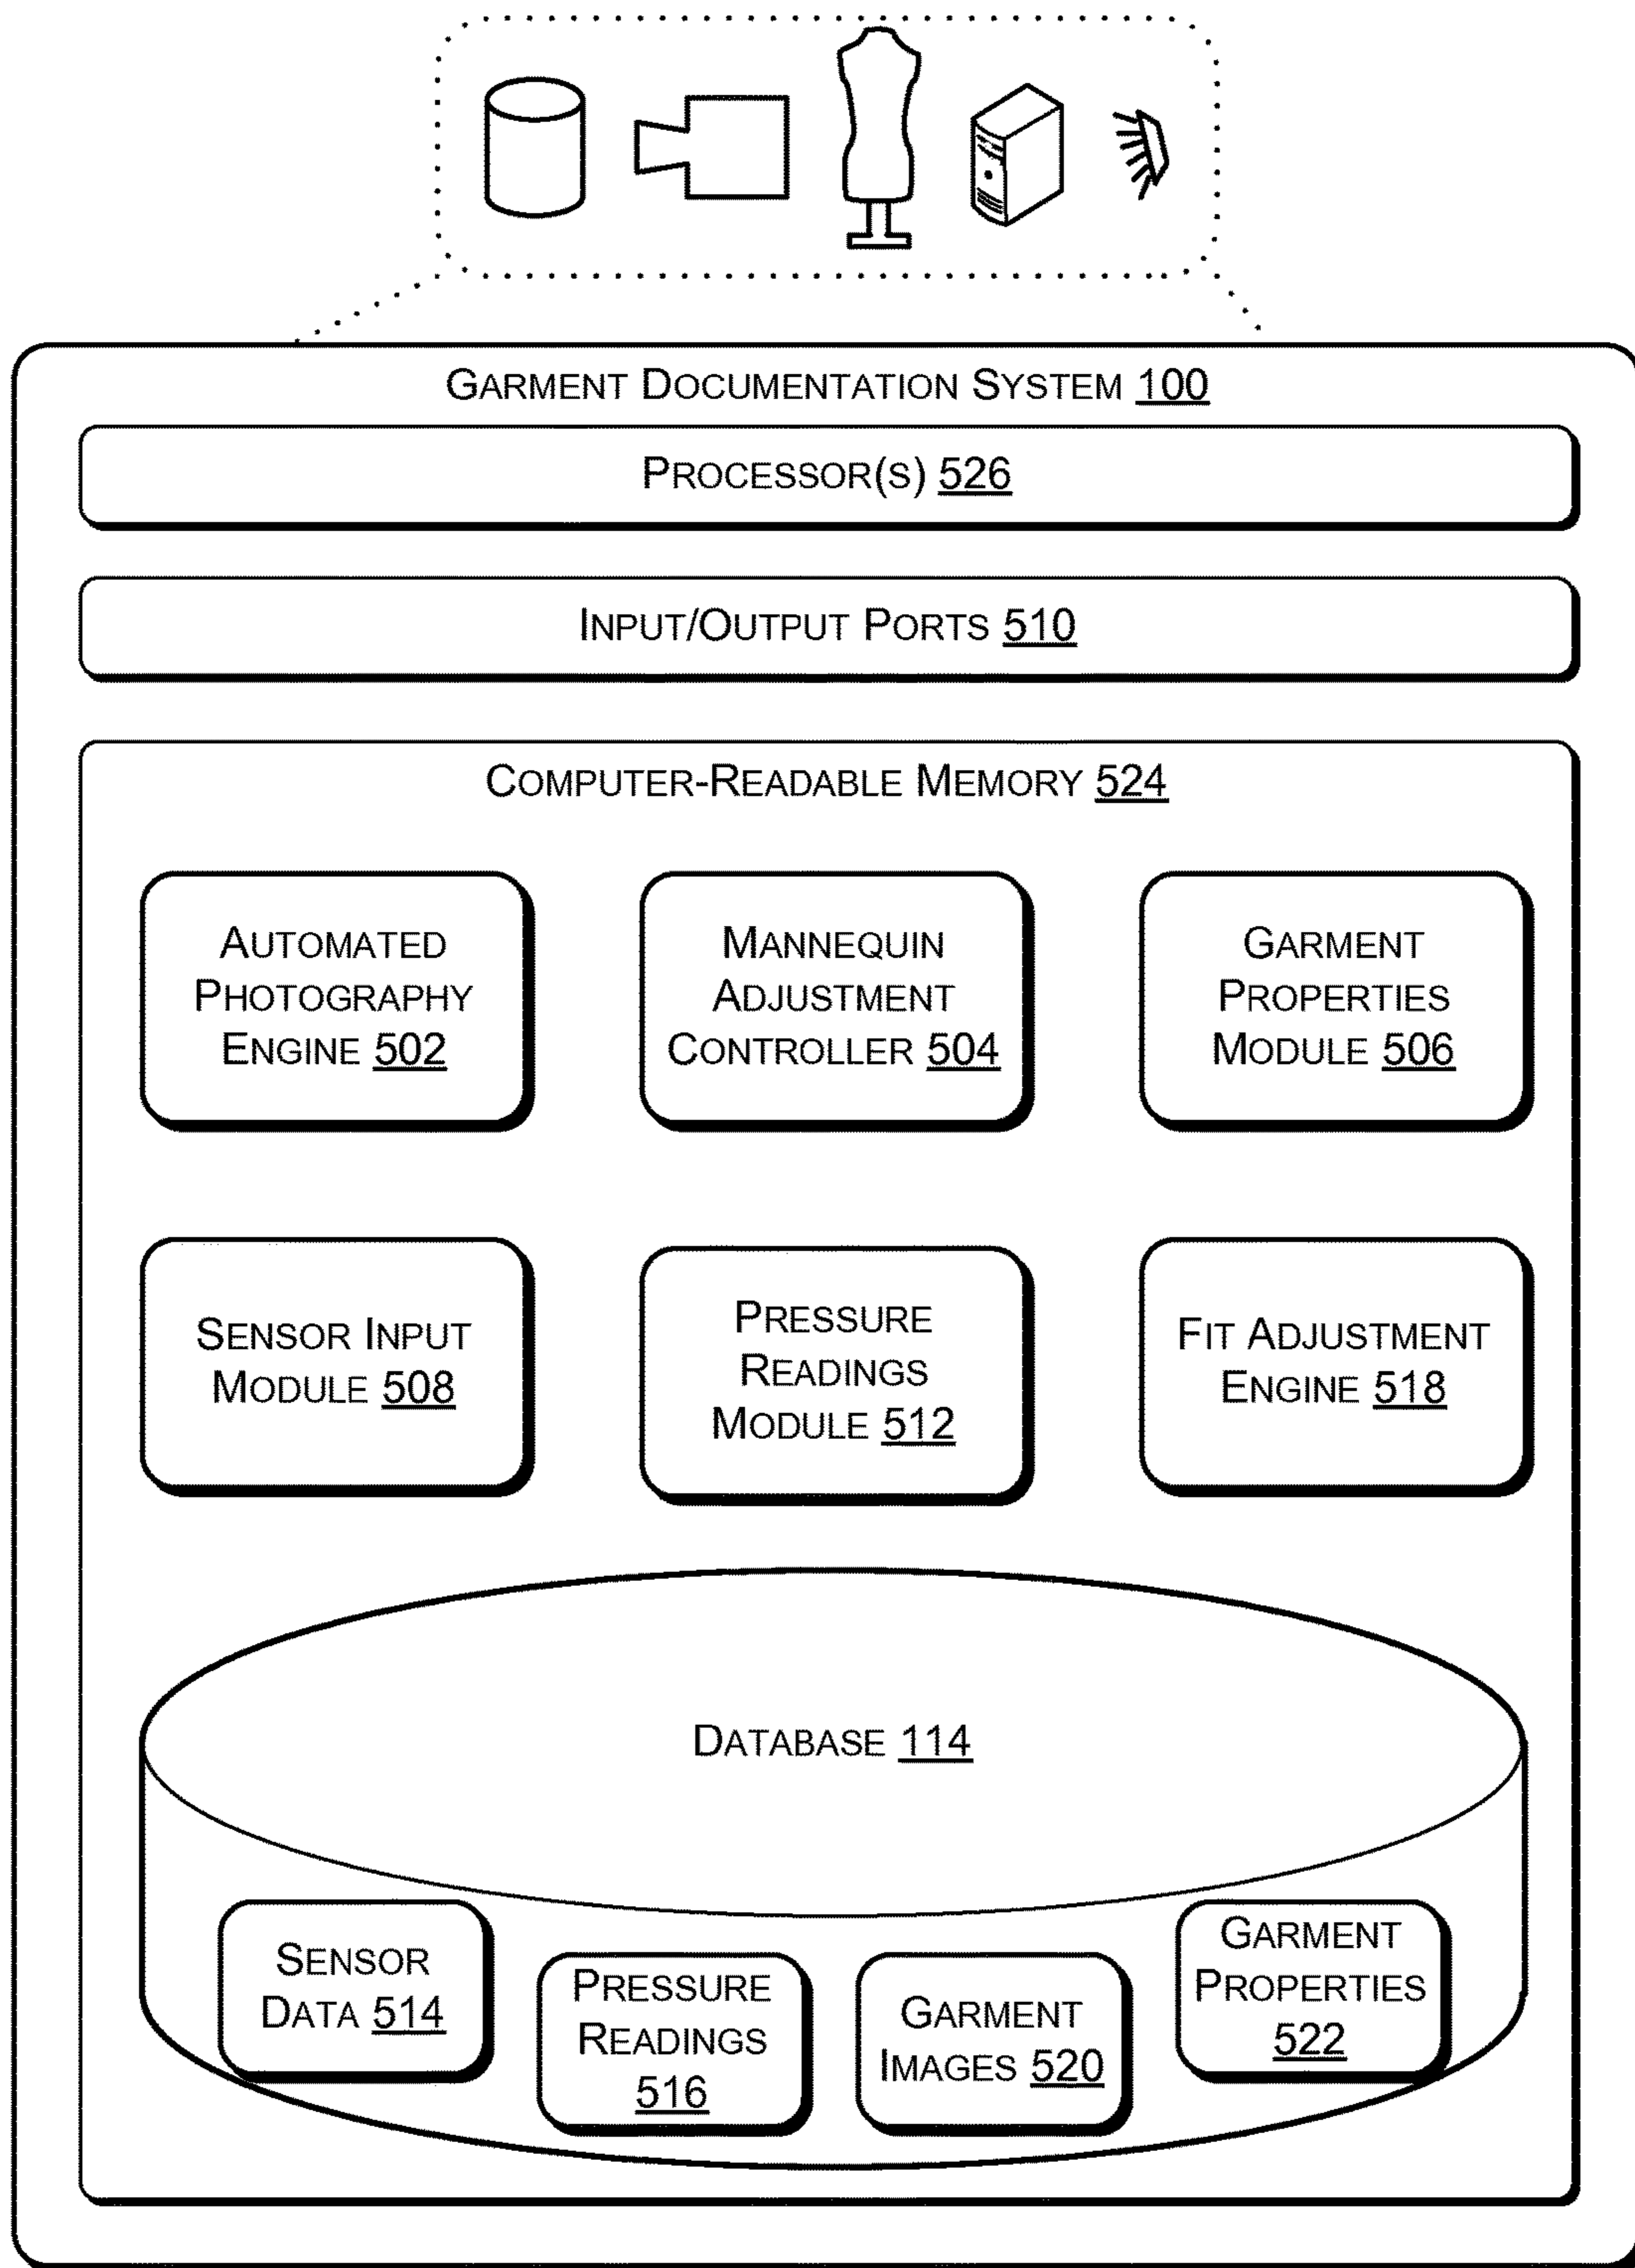 GARMENT DOCUMENTATION SYSTEM 100
PROCESSOR(S) 526
INPUT/OUTPUT PORTS 510
COMPUTER-READABLE MEMORY 524
AUTOMATED
PHOTOGRAPHY
ENGINE 502
MANNEQUIN
ADJUSTMENT
CONTROLLER 504
GARMENT
PROPERTIES
MODULE 506
SENSOR INPUT
MODULE 508
PRESSURE
READINGS
MODULE 512
FIT ADJUSTMENT
ENGINE 518
DATABASE 114
SENSOR
DATA 514
PRESSURE
READINGS
516
GARMENT
IMAGES 520
GARMENT
PROPERTIES
522